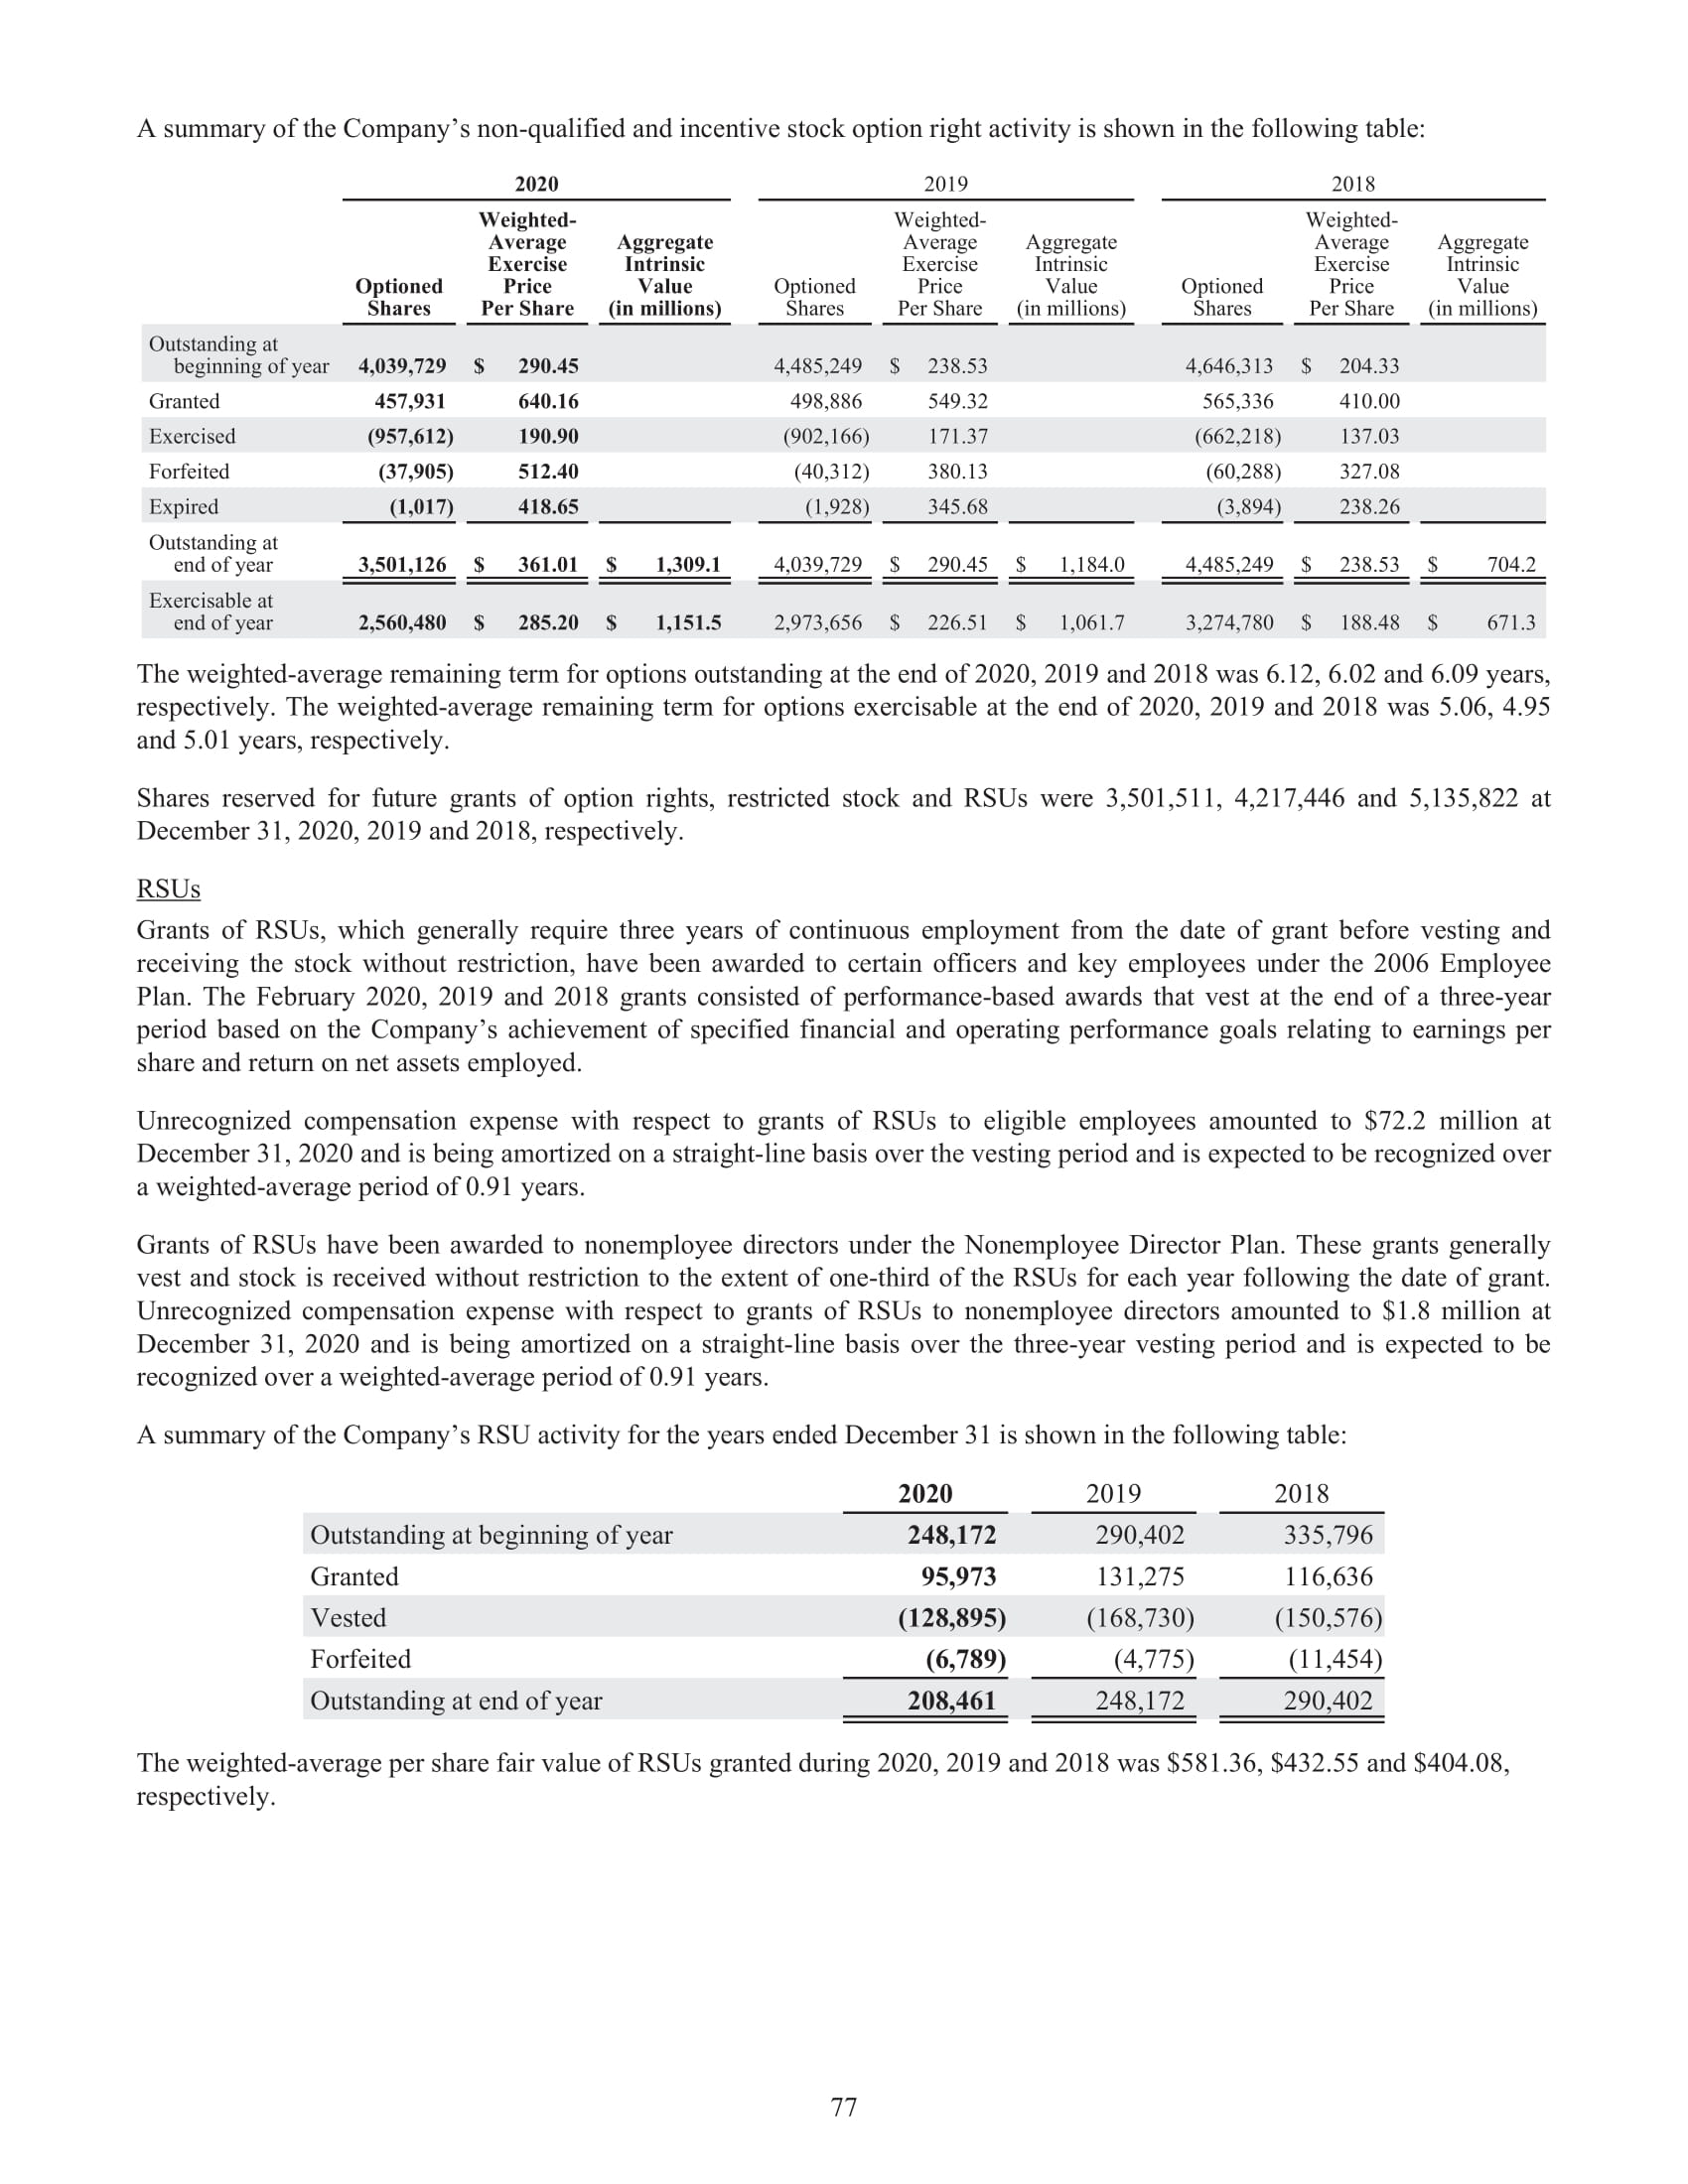 A summary of the Company’s non-qualified and incentive stock option right activity is shown in the following table:
2020 2019 2018
Optioned Shares Weighted-Average Exercise Price Per Share Aggregate Intrinsic Value (in millions) Optioned Shares Weighted-Average Exercise Price Per Share Aggregate Intrinsic Value (in millions) Optioned Shares Weighted-Average Exercise Price Per Share Aggregate Intrinsic Value (in millions)
Outstanding at
beginning of year 4,039,729 $ 290.45 4,485,249 $ 238.53 4,646,313 $ 204.33
Granted 457,931 640.16 498,886 549.32 565,336 410.00
Exercised (957,612) 190.90 (902,166) 171.37 (662,218) 137.03
Forfeited (37,905) 512.40 (40,312) 380.13 (60,288) 327.08
Expired (1,017) 418.65 (1,928) 345.68 (3,894) 238.26
Outstanding at
end of year 3,501,126 $ 361.01 $ 1,309.1 4,039,729 $ 290.45 $ 1,184.0 4,485,249 $ 238.53 $ 704.2
Exercisable at
end of year 2,560,480 $ 285.20 $ 1,151.5 2,973,656 $ 226.51 $ 1,061.7 3,274,780 $ 188.48 $ 671.3
The weighted-average remaining term for options outstanding at the end of 2020, 2019 and 2018 was 6.12, 6.02 and 6.09 years,
respectively. The weighted-average remaining term for options exercisable at the end of 2020, 2019 and 2018 was 5.06, 4.95
and 5.01 years, respectively.
Shares reserved for future grants of option rights, restricted stock and RSUs were 3,501,511, 4,217,446 and 5,135,822 at
December 31, 2020, 2019 and 2018, respectively.
RSUs
Grants of RSUs, which generally require three years of continuous employment from the date of grant before vesting and
receiving the stock without restriction, have been awarded to certain officers and key employees under the 2006 Employee
Plan. The February 2020, 2019 and 2018 grants consisted of performance-based awards that vest at the end of a three-year
period based on the Company’s achievement of specified financial and operating performance goals relating to earnings per
share and return on net assets employed.
Unrecognized compensation expense with respect to grants of RSUs to eligible employees amounted to $72.2 million at
December 31, 2020 and is being amortized on a straight-line basis over the vesting period and is expected to be recognized over
a weighted-average period of 0.91 years.
Grants of RSUs have been awarded to nonemployee directors under the Nonemployee Director Plan. These grants generally
vest and stock is received without restriction to the extent of one-third of the RSUs for each year following the date of grant.
Unrecognized compensation expense with respect to grants of RSUs to nonemployee directors amounted to $1.8 million at
December 31, 2020 and is being amortized on a straight-line basis over the three-year vesting period and is expected to be
recognized over a weighted-average period of 0.91 years.
A summary of the Company’s RSU activity for the years ended December 31 is shown in the following table:
2020 2019 2018
Outstanding at beginning of year 248,172 290,402 335,796
Granted 95,973 131,275 116,636
Vested (128,895) (168,730) (150,576)
Forfeited (6,789) (4,775) (11,454)
Outstanding at end of year 208,461 248,172 290,402
The weighted-average per share fair value of RSUs granted during 2020, 2019 and 2018 was $581.36, $432.55 and $404.08,
respectively.
77